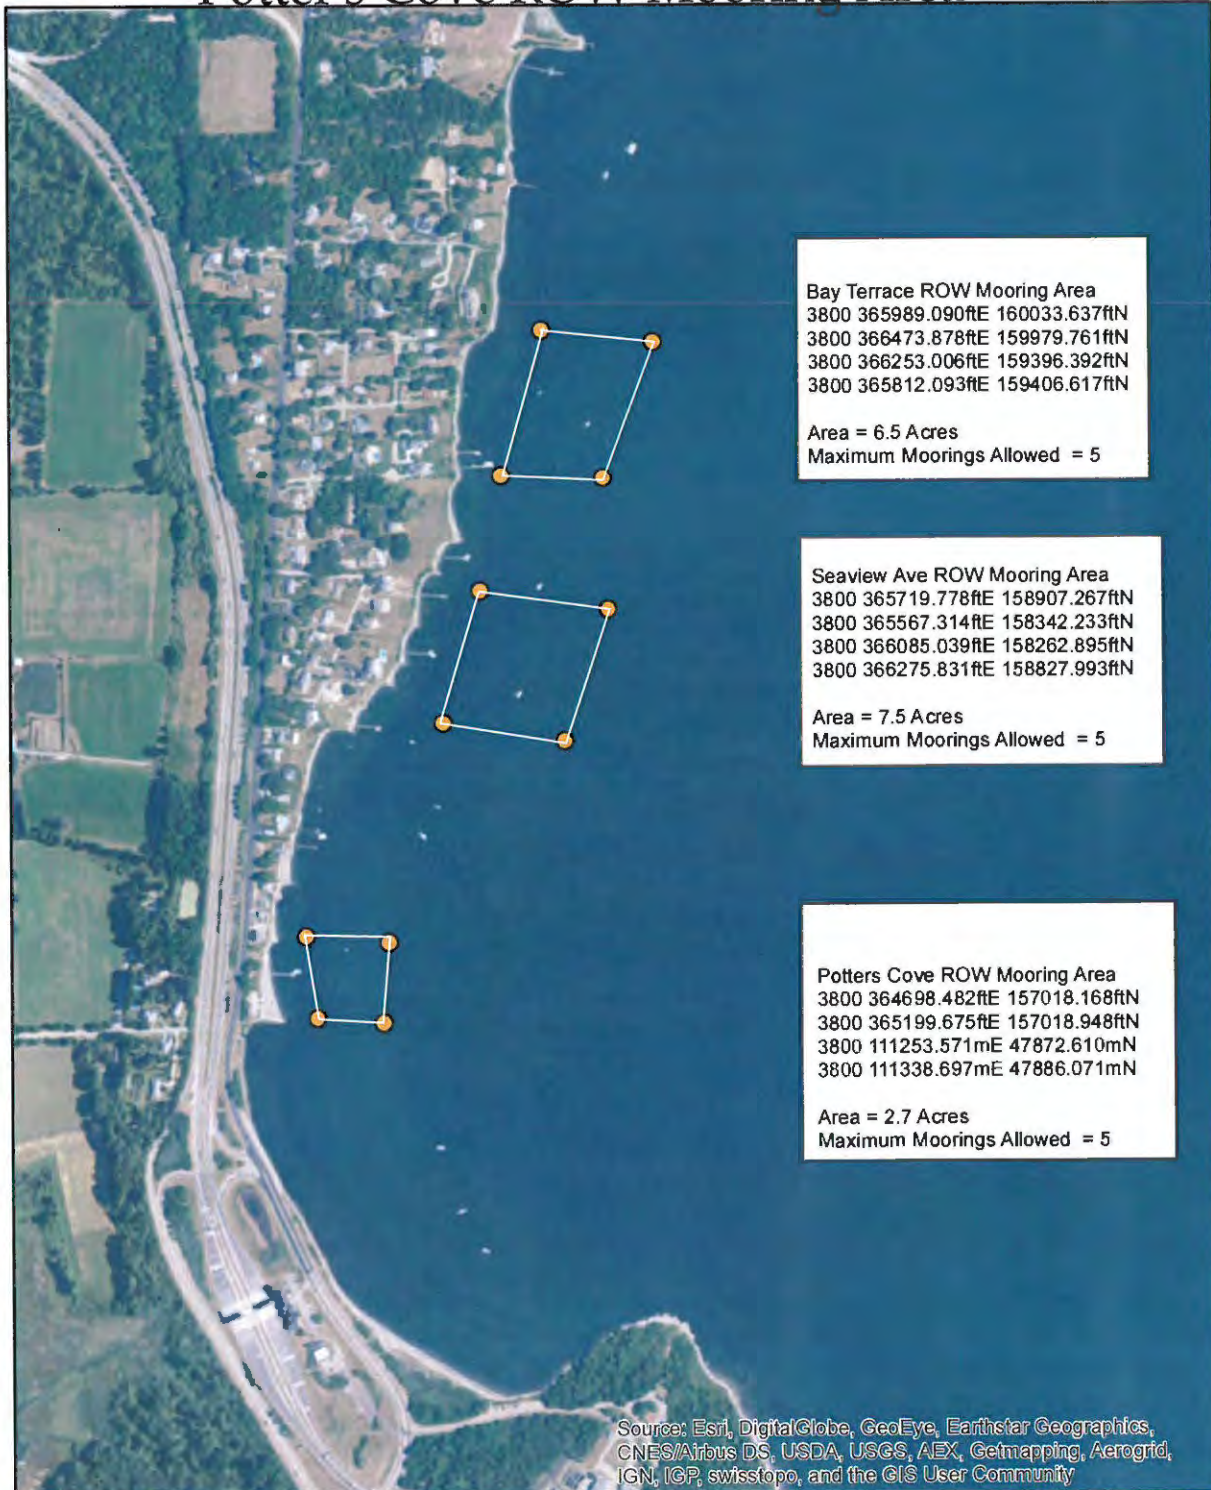 Potter's Cove ROW Mooring Area
Bay Terrace ROW Mooring Area
3800 365989.090ftE 160033.637ftN
3800 366473.878ftE 159979.761ftN
3800 366253.006ftE 159396.392ftN
3800 365812.093ftE 159406.617ftN
Area = 6.5 Acres
Maximum Moorings Allowed = 5
Seaview Ave ROW Mooring Area
3800 365719.778ftE 158907.267ftN
3800 365567.314ftE 158342.233ftN
3800 366085.039ftE 158262.895ftN
3800 366275.831ftE 158827.993ftN
Area = 7.5 Acres
Maximum Moorings Allowed = 5
Potters Cove ROW Mooring Area
3800 364698.482ftE 157018.168ftN
3800 365199.675ftE 157018.948ftN
3800 111253.571mE 47872.610mN
3800 111338.697mE 47886.071mN
Area = 2.7 Acres
Maximum Moorings Allowed = 5
Source: Esri, DigitalGlobe, GeoEye, Earthstar Geographics,
CNES/Airbus DS, USDA, USGS, AEX, Getmapping, Aerogrid,
IGN, IGP, swisstopo, and the GIS User Community